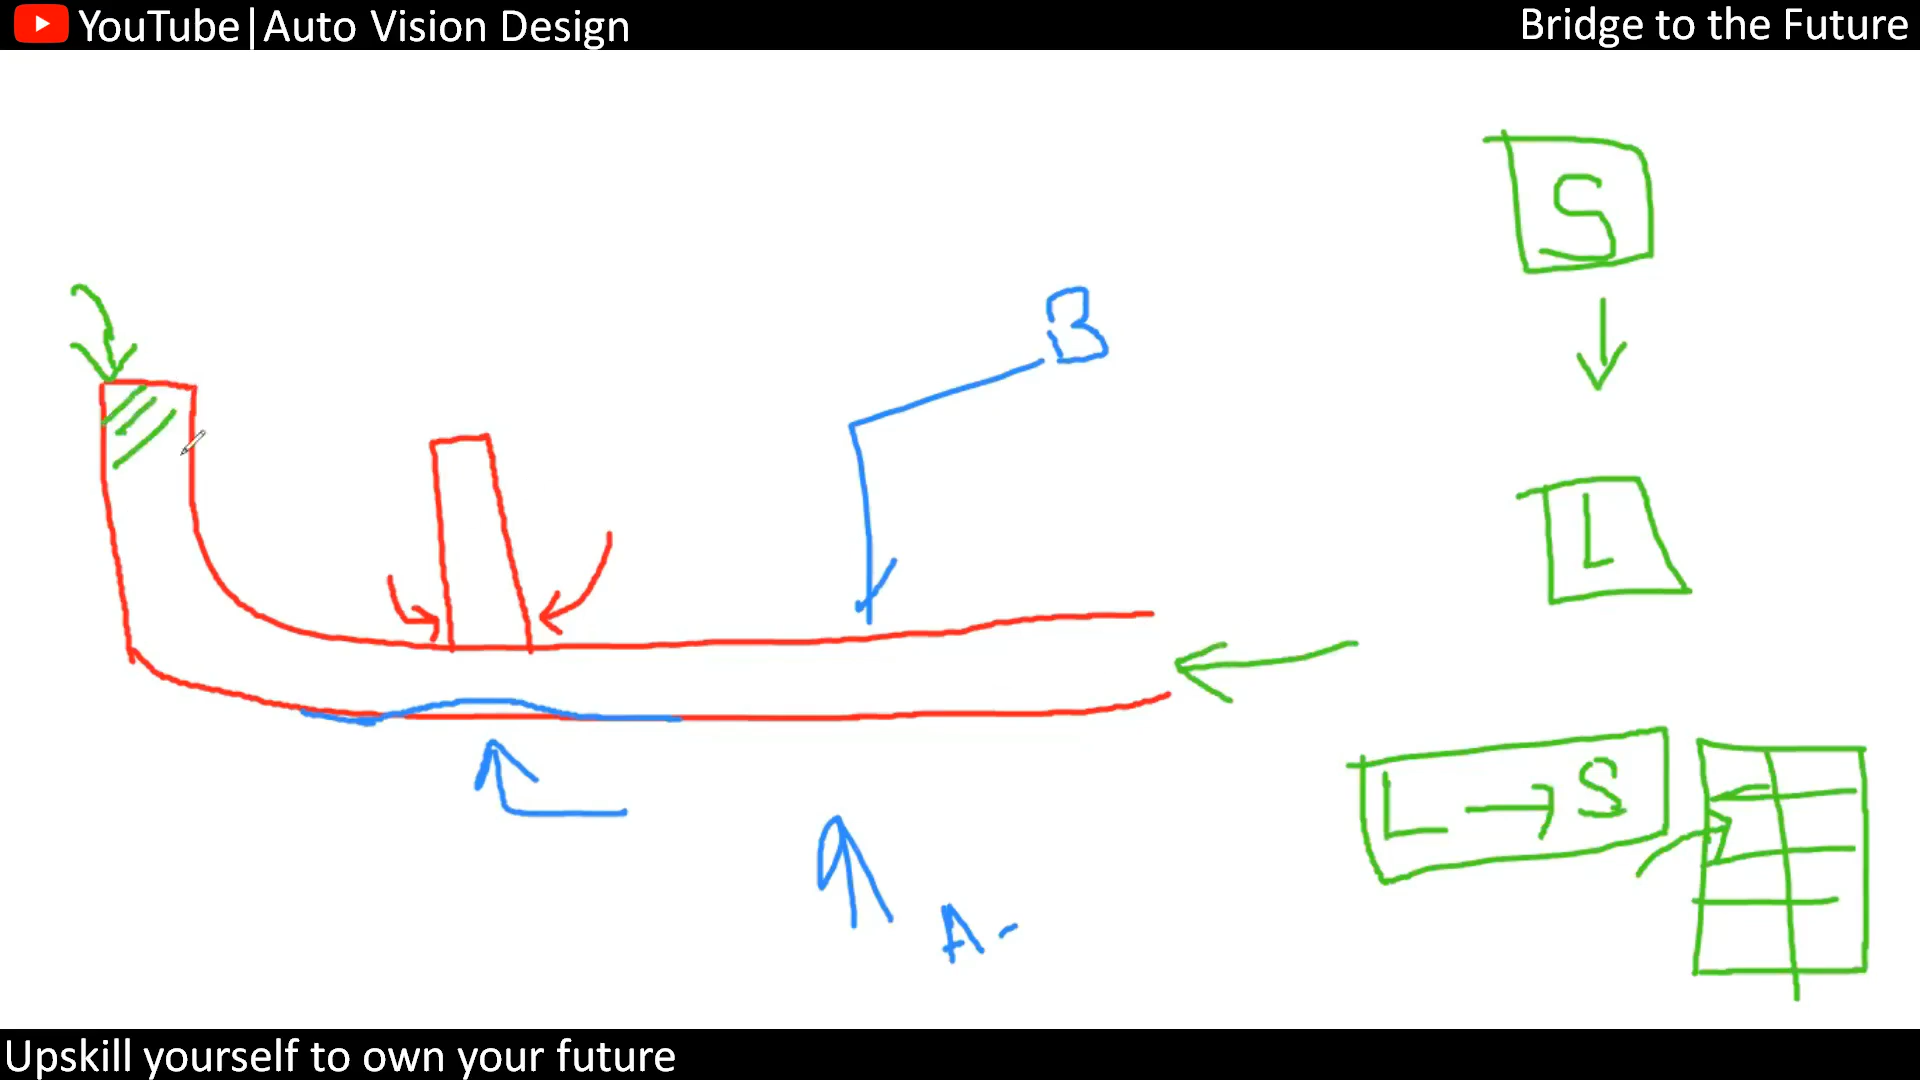 YouTube|Auto Vision Design
Bridge to the Future
S
B
L
L → S
A-
Upskill yourself to own your future